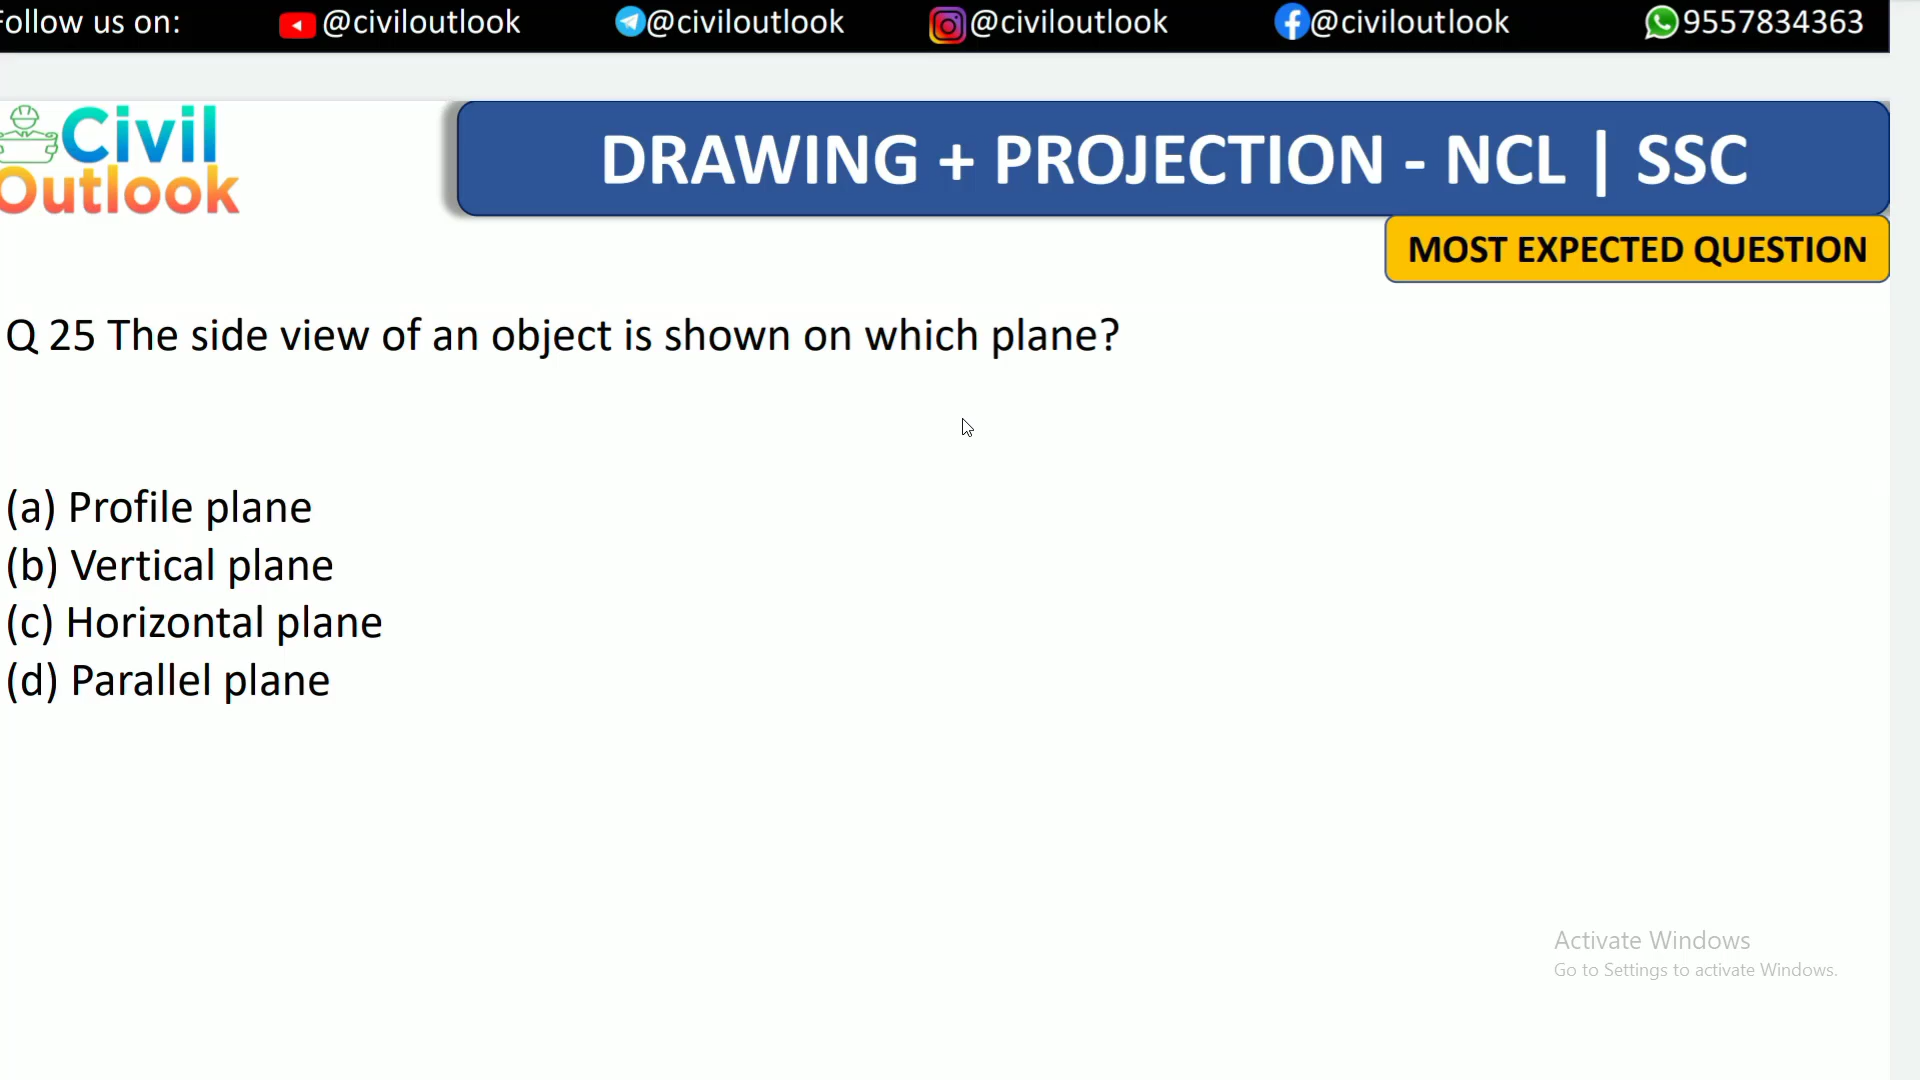 Follow us on: @civiloutlook @civiloutlook @civiloutlook @civiloutlook 9557834363
Civil
Outlook
DRAWING + PROJECTION - NCL | SSC
MOST EXPECTED QUESTION
Q 25 The side view of an object is shown on which plane?
(a) Profile plane
(b) Vertical plane
(c) Horizontal plane
(d) Parallel plane
Activate Windows
Go to Settings to activate Windows.